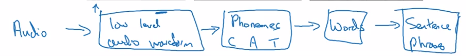 Audio
low level
audio waveform
Phonemes
C A T
Words
Sentence
Phrases